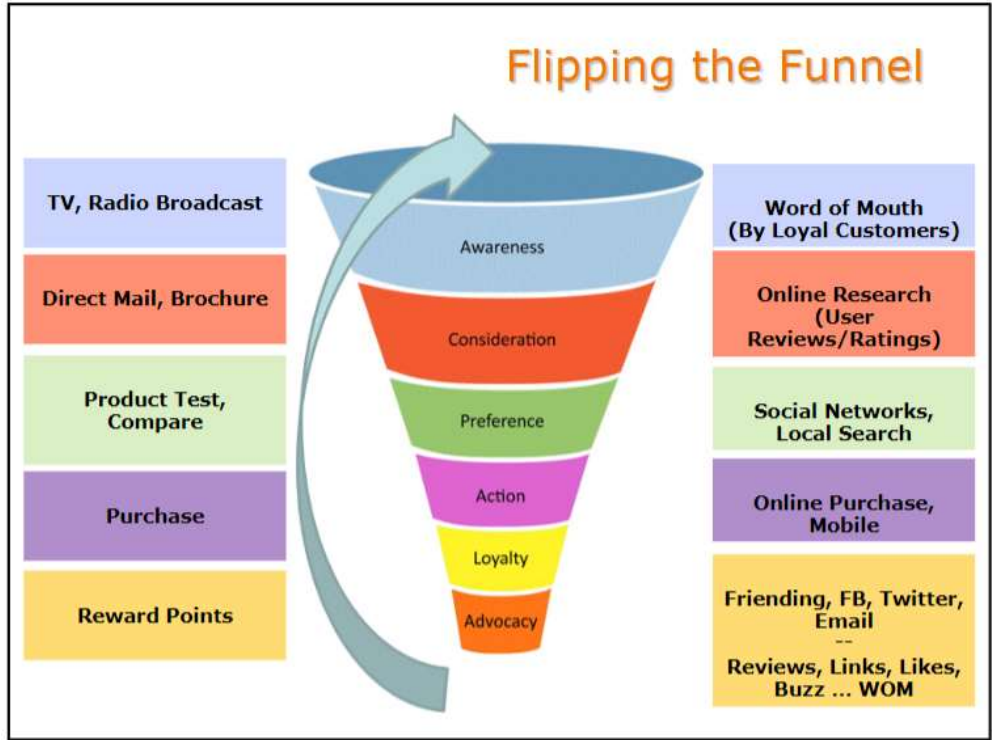 Flipping the Funnel
TV, Radio Broadcast
Direct Mail, Brochure
Product Test,
Compare
Purchase
Reward Points
Awareness
Consideration
Preference
Action
Loyalty
Advocacy
Word of Mouth
(By Loyal Customers)
Online Research
(User
Reviews/Ratings)
Social Networks,
Local Search
Online Purchase,
Mobile
Friending, FB, Twitter,
Email
--
Reviews, Links, Likes,
Buzz ... WOM